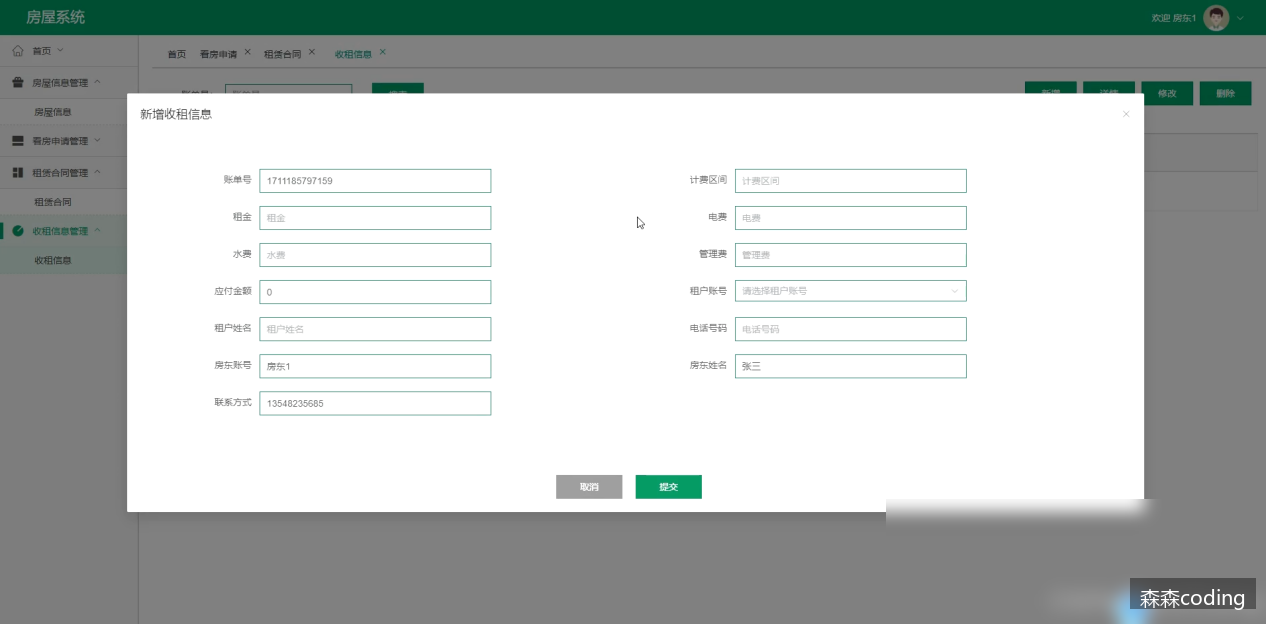 房屋系统
欢迎 房东1
首页
首页 看房申请 租赁合同 收租信息
房屋信息管理
房屋信息
看房申请管理
租赁合同管理
租赁合同
收租信息管理
收租信息
新增 详情 修改 删除
新增收租信息
账单号 1711185797159 计费区间 计费区间
租金 租金 电费 电费
水费 水费 管理费 管理费
应付金额 0 租户账号 请选择租户账号
租户姓名 租户姓名 电话号码 电话号码
房东账号 房东1 房东姓名 张三
联系方式 13548235685
取消 提交
森森coding